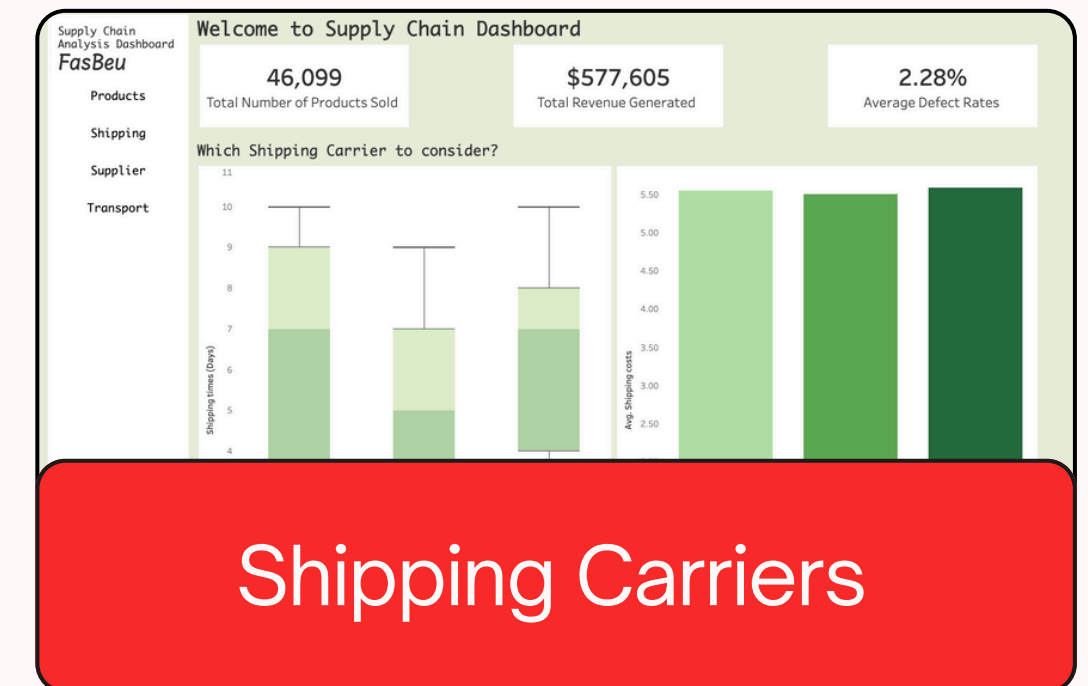 Supply Chain
Analysis Dashboard
FasBeu
Products
Shipping
Supplier
Transport
Welcome to Supply Chain Dashboard
46,099
Total Number of Products Sold
$577,605
Total Revenue Generated
2.28%
Average Defect Rates
Which Shipping Carrier to consider?
11
10
9
8
7
6
5
4
Shipping times (Days)
5.50
5.00
4.50
4.00
3.50
3.00
2.50
Avg. Shipping costs
Shipping Carriers